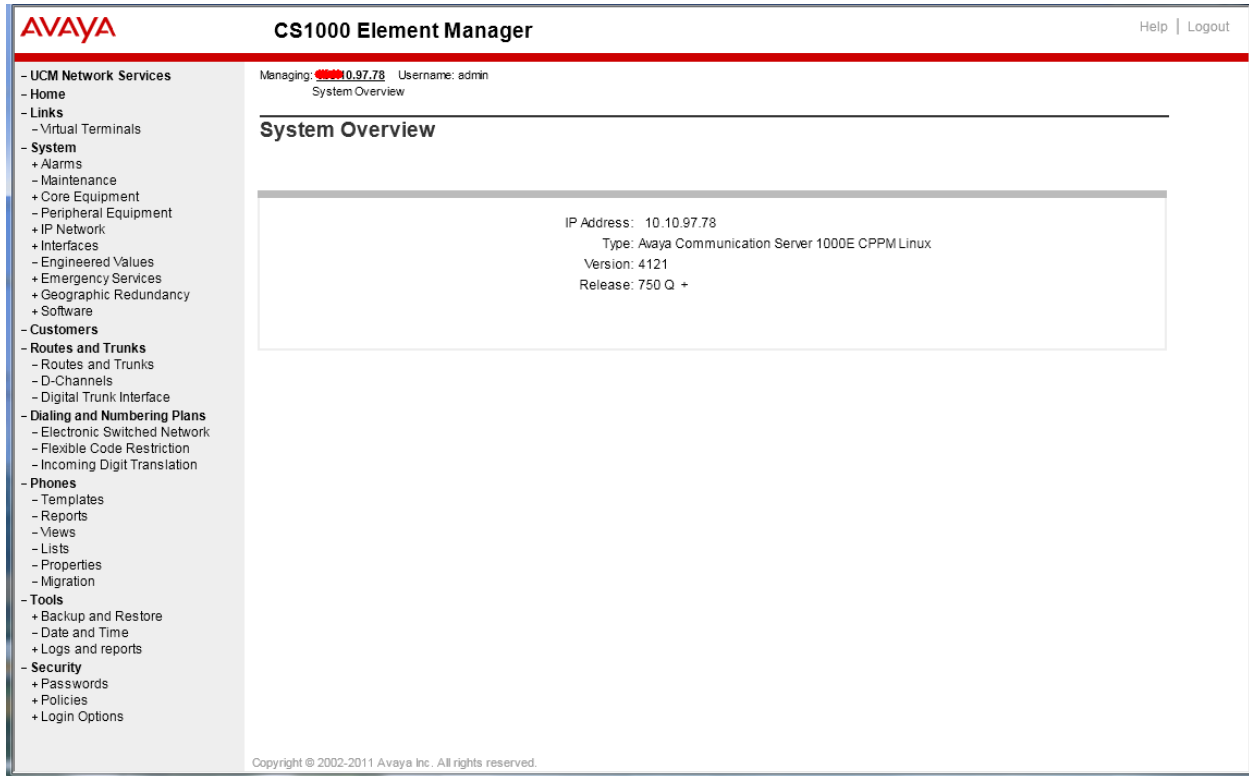 AVAYA
CS1000 Element Manager
Help | Logout
- UCM Network Services
- Home
- Links
- Virtual Terminals
- System
+ Alarms
- Maintenance
+ Core Equipment
- Peripheral Equipment
+ IP Network
+ Interfaces
- Engineered Values
+ Emergency Services
+ Geographic Redundancy
+ Software
- Customers
- Routes and Trunks
- Routes and Trunks
- D-Channels
- Digital Trunk Interface
- Dialing and Numbering Plans
- Electronic Switched Network
- Flexible Code Restriction
- Incoming Digit Translation
- Phones
- Templates
- Reports
- Views
- Lists
- Properties
- Migration
- Tools
+ Backup and Restore
- Date and Time
+ Logs and reports
- Security
+ Passwords
+ Policies
+ Login Options
Managing: 0.97.78 Username: admin
System Overview
System Overview
IP Address: 10.10.97.78
Type: Avaya Communication Server 1000E CPPM Linux
Version: 4121
Release: 750 Q +
Copyright © 2002-2011 Avaya Inc. All rights reserved.